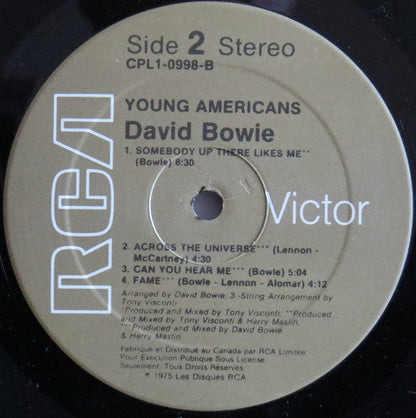 Side 2 Stereo
CPL1-0998-B
YOUNG AMERICANS
David Bowie
1. SOMEBODY UP THERE LIKES ME**
(Bowie) 6:30
RCA
Victor
2. ACROSS THE UNIVERSE*** (Lennon -
McCartney) 4:30
3. CAN YOU HEAR ME*** (Bowie) 5:04
4. FAME*** (Bowie - Lennon - Alomar) 4:12
Arranged by David Bowie; 3-String Arrangement by
Tony Visconti
*Produced and Mixed by Tony Visconti; **Produced
and Mixed by Tony Visconti & Harry Maslin;
***Produced and Mixed by David Bowie
& Harry Maslin.
Fabriqué et Distribué au Canada par RCA Limitée
Pour Exécution Publique Sous License
Seulement. Tous Droits Réservés
℗ 1975 Les Disques RCA